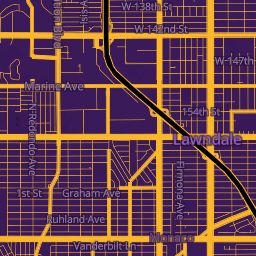 W 138th St
W 142nd St
W 147th
Marine Ave
154th St
Lawndale
N Redondo Ave
Firmona Ave
1st St
Graham Ave
Ruhland Ave
Vanderbilt Ln